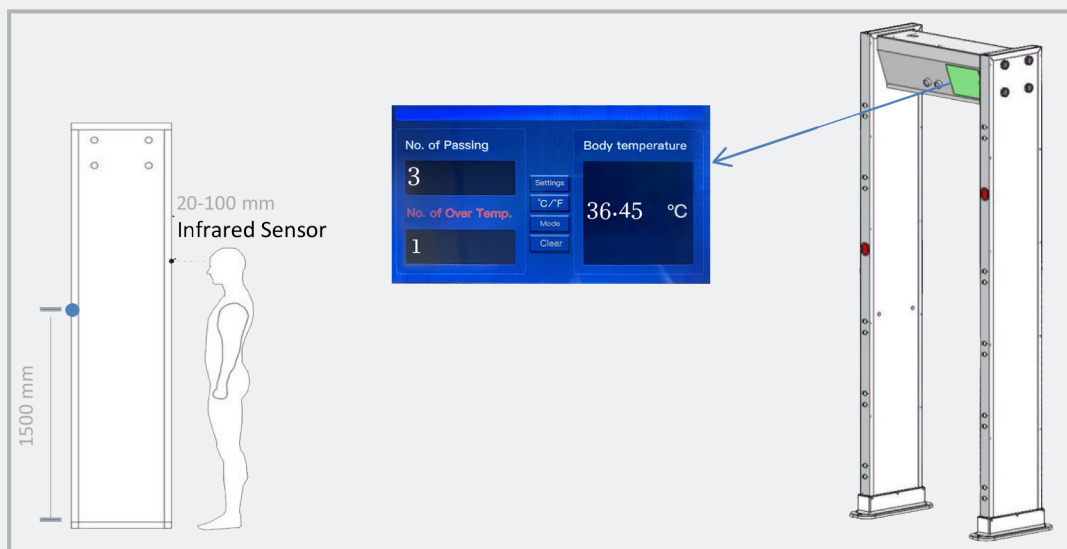 20-100 mm
Infrared Sensor
1500 mm
No. of Passing
3
No. of Over Temp.
1
Settings
°C/°F
Mode
Clear
Body temperature
36.45 °C